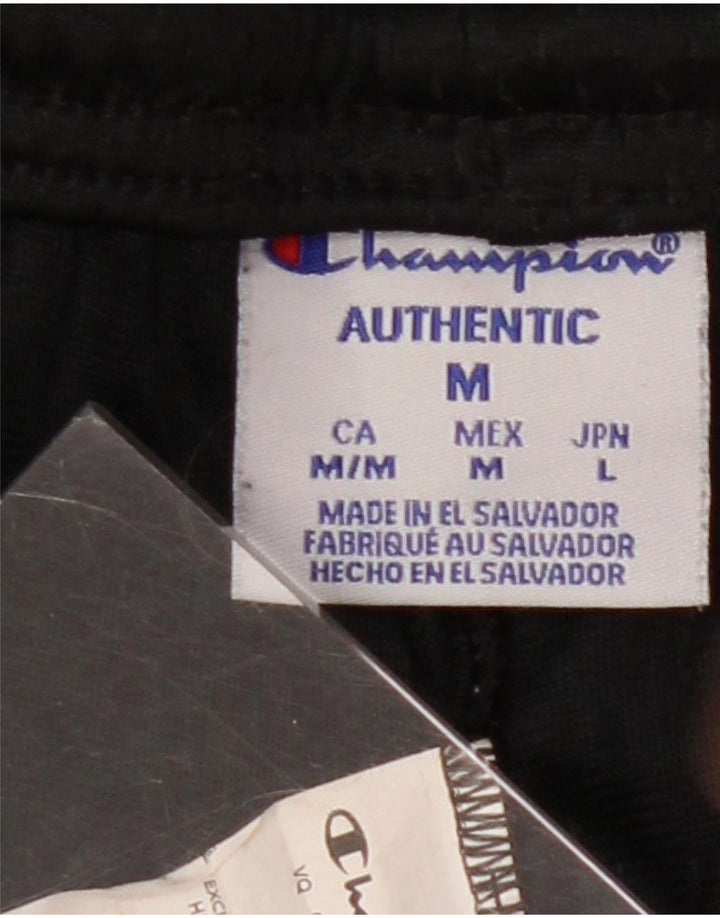 Champion®
AUTHENTIC
M
CA MEX JPN
M/M M L
MADE IN EL SALVADOR
FABRIQUÉ AU SALVADOR
HECHO EN EL SALVADOR